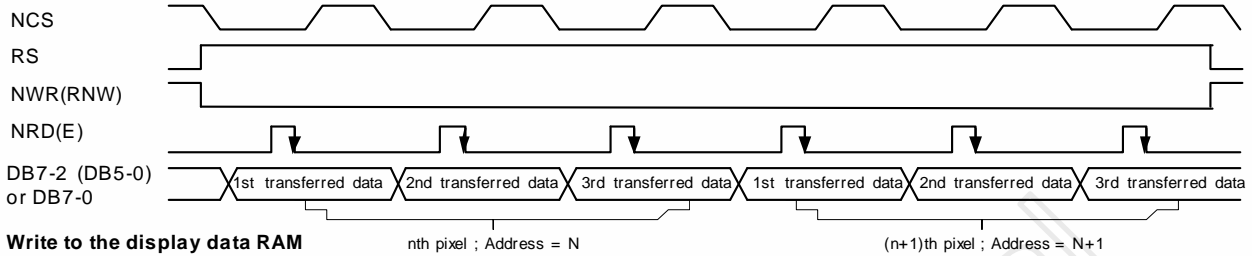 NCS
RS
NWR(RNW)
NRD(E)
DB7-2 (DB5-0)
or DB7-0
1st transferred data
2nd transferred data
3rd transferred data
1st transferred data
2nd transferred data
3rd transferred data
Write to the display data RAM
nth pixel ; Address = N
(n+1)th pixel ; Address = N+1